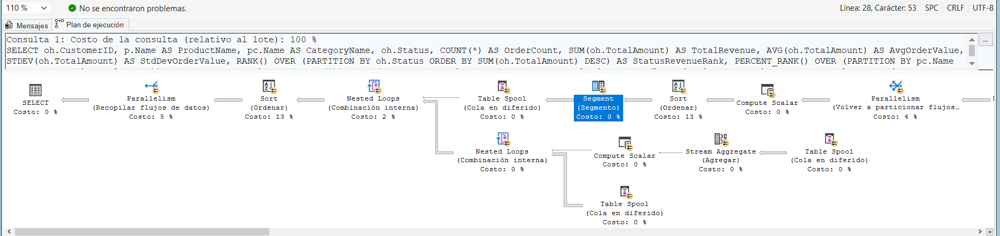 110 %
No se encontraron problemas.
Línea: 28, Carácter: 53
SPC
CRLF
UTF-8
Mensajes
Plan de ejecución
Consulta 1: Costo de la consulta (relativo al lote): 100 %
SELECT oh.CustomerID, p.Name AS ProductName, pc.Name AS CategoryName, oh.Status, COUNT(*) AS OrderCount, SUM(oh.TotalAmount) AS TotalRevenue, AVG(oh.TotalAmount) AS AvgOrderValue,
STDEV(oh.TotalAmount) AS StdDevOrderValue, RANK() OVER (PARTITION BY oh.Status ORDER BY SUM(oh.TotalAmount) DESC) AS StatusRevenueRank, PERCENT_RANK() OVER (PARTITION BY pc.Name
...
SELECT
Costo: 0 %
Parallelism
(Recopilar flujos de datos)
Costo: 5 %
Sort
(Ordenar)
Costo: 13 %
Nested Loops
(Combinación interna)
Costo: 2 %
Table Spool
(Cola en diferido)
Costo: 0 %
Segment
(Segmento)
Costo: 0 %
Sort
(Ordenar)
Costo: 13 %
Compute Scalar
Costo: 0 %
Parallelism
(Volver a particionar flujos…
Costo: 4 %
Nested Loops
(Combinación interna)
Costo: 0 %
Compute Scalar
Costo: 0 %
Stream Aggregate
(Agregar)
Costo: 0 %
Table Spool
(Cola en diferido)
Costo: 0 %
Table Spool
(Cola en diferido)
Costo: 0 %